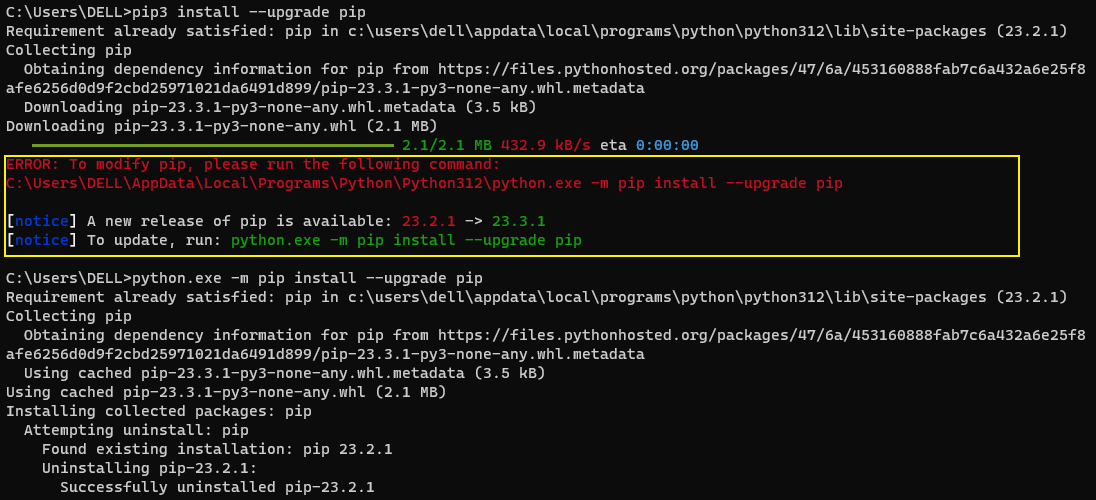 C:\Users\DELL>pip3 install --upgrade pip
Requirement already satisfied: pip in c:\users\dell\appdata\local\programs\python\python312\lib\site-packages (23.2.1)
Collecting pip
  Obtaining dependency information for pip from https://files.pythonhosted.org/packages/47/6a/453160888fab7c6a432a6e25f8
afe6256d0d9f2cbd25971021da6491d899/pip-23.3.1-py3-none-any.whl.metadata
  Downloading pip-23.3.1-py3-none-any.whl.metadata (3.5 kB)
Downloading pip-23.3.1-py3-none-any.whl (2.1 MB)
2.1/2.1 MB 432.9 kB/s eta 0:00:00
ERROR: To modify pip, please run the following command:
C:\Users\DELL\AppData\Local\Programs\Python\Python312\python.exe -m pip install --upgrade pip
[notice] A new release of pip is available: 23.2.1 -> 23.3.1
[notice] To update, run: python.exe -m pip install --upgrade pip
C:\Users\DELL>python.exe -m pip install --upgrade pip
Requirement already satisfied: pip in c:\users\dell\appdata\local\programs\python\python312\lib\site-packages (23.2.1)
Collecting pip
  Obtaining dependency information for pip from https://files.pythonhosted.org/packages/47/6a/453160888fab7c6a432a6e25f8
afe6256d0d9f2cbd25971021da6491d899/pip-23.3.1-py3-none-any.whl.metadata
  Using cached pip-23.3.1-py3-none-any.whl.metadata (3.5 kB)
Using cached pip-23.3.1-py3-none-any.whl (2.1 MB)
Installing collected packages: pip
  Attempting uninstall: pip
    Found existing installation: pip 23.2.1
    Uninstalling pip-23.2.1:
      Successfully uninstalled pip-23.2.1